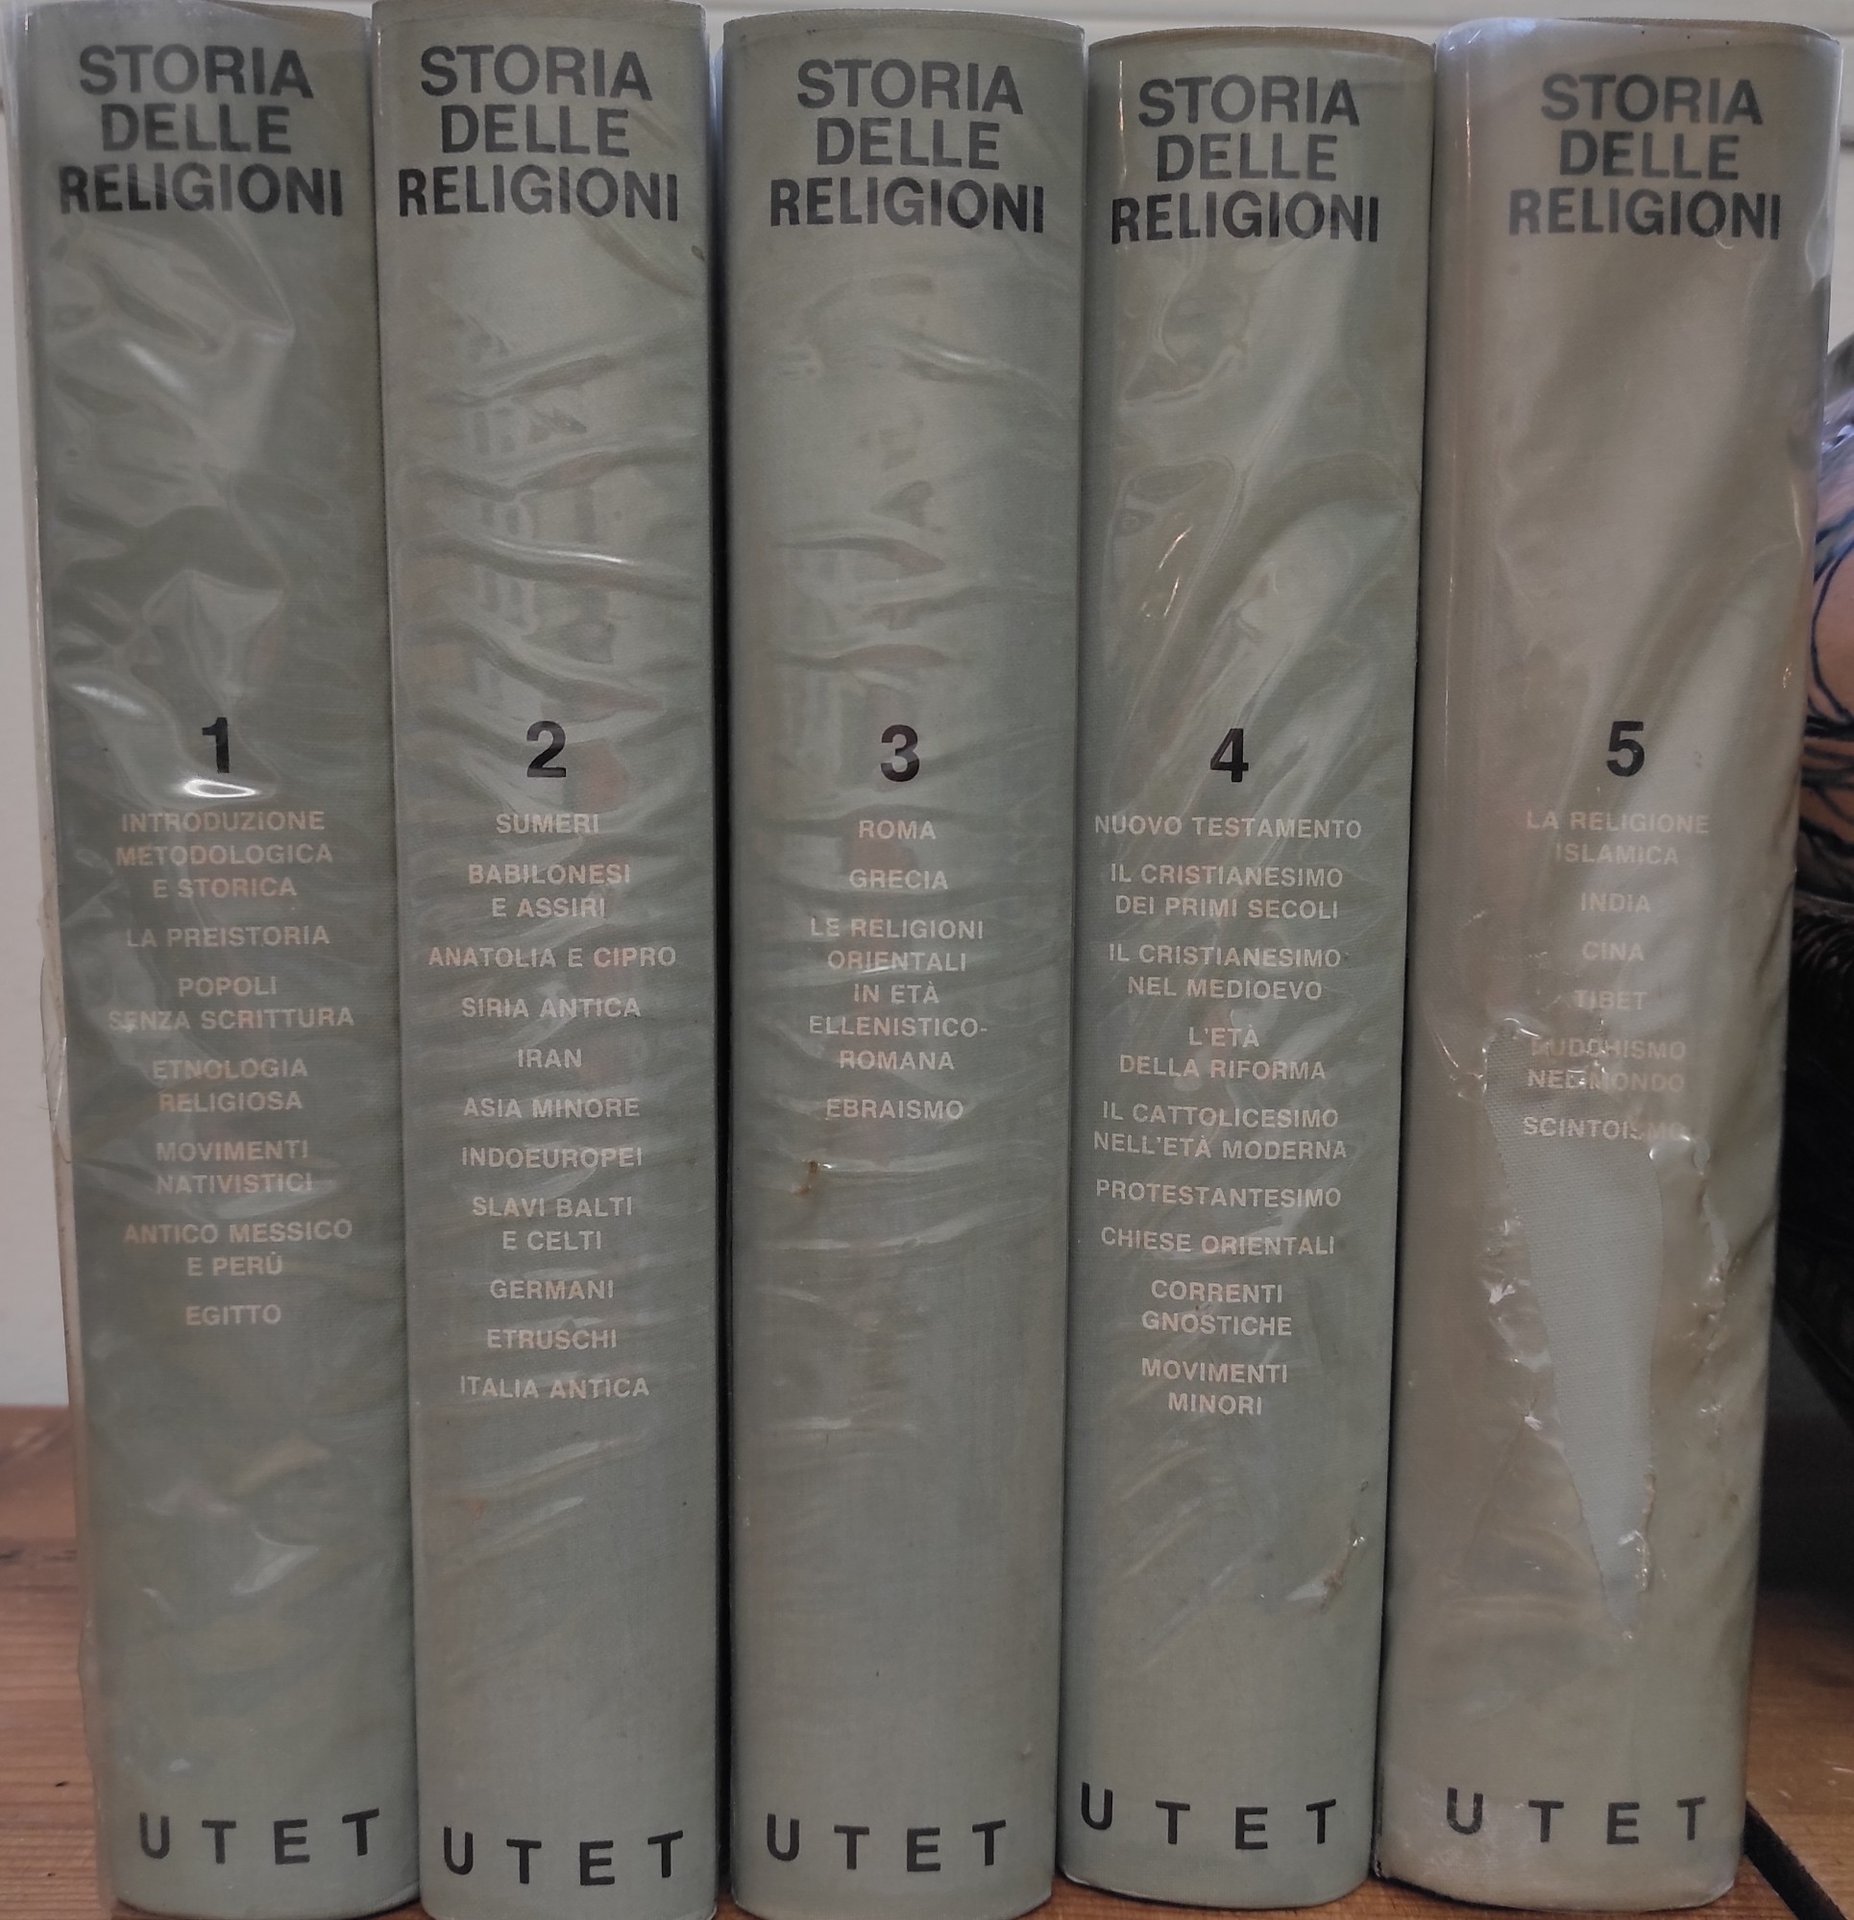 STORIA
DELLE
RELIGIONI
1
INTRODUZIONE
METODOLOGICA
E STORICA
LA PREISTORIA
POPOLI
SENZA SCRITTURA
ETNOLOGIA
RELIGIOSA
MOVIMENTI
NATIVISTICI
ANTICO MESSICO
E PERÙ
EGITTO
UTET
STORIA
DELLE
RELIGIONI
2
SUMERI
BABILONESI
E ASSIRI
ANATOLIA E CIPRO
SIRIA ANTICA
IRAN
ASIA MINORE
INDOEUROPEI
SLAVI BALTI
E CELTI
GERMANI
ETRUSCHI
ITALIA ANTICA
UTET
STORIA
DELLE
RELIGIONI
3
ROMA
GRECIA
LE RELIGIONI
ORIENTALI
IN ETÀ
ELLENISTICO-
ROMANA
EBRAISMO
UTET
STORIA
DELLE
RELIGIONI
4
NUOVO TESTAMENTO
IL CRISTIANESIMO
DEI PRIMI SECOLI
IL CRISTIANESIMO
NEL MEDIOEVO
L'ETÀ
DELLA RIFORMA
IL CATTOLICESIMO
NELL'ETÀ MODERNA
PROTESTANTESIMO
CHIESE ORIENTALI
CORRENTI
GNOSTICHE
MOVIMENTI
MINORI
UTET
STORIA
DELLE
RELIGIONI
5
LA RELIGIONE
ISLAMICA
INDIA
CINA
TIBET
BUDDHISMO
NEL MONDO
SCINTOISMO
UTET